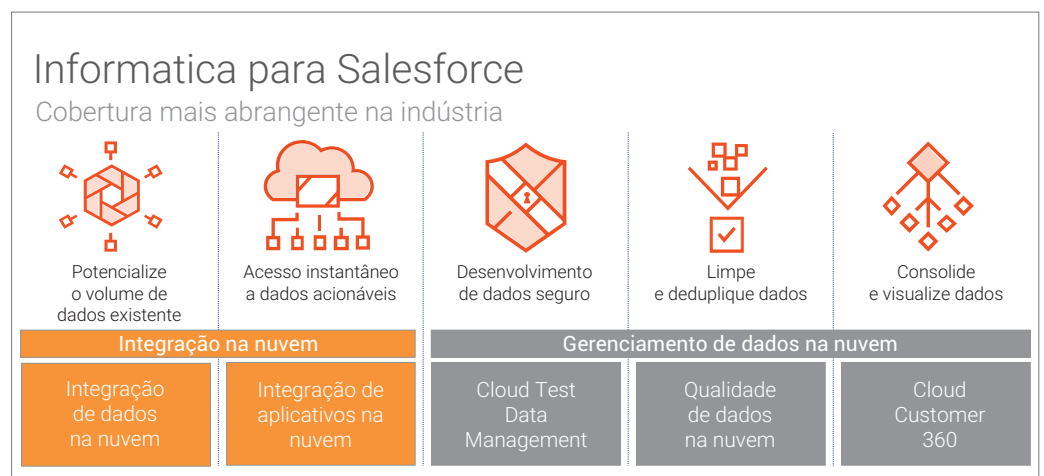 Informatica para Salesforce
Cobertura mais abrangente na indústria
Potencialize
o volume de
dados existente
Acesso instantâneo
a dados acionáveis
Desenvolvimento
de dados seguro
Limpe
e deduplique dados
Consolide
e visualize dados
Integração na nuvem
Gerenciamento de dados na nuvem
Integração
de dados
na nuvem
Integração de
aplicativos na
nuvem
Cloud Test
Data
Management
Qualidade
de dados
na nuvem
Cloud
Customer
360